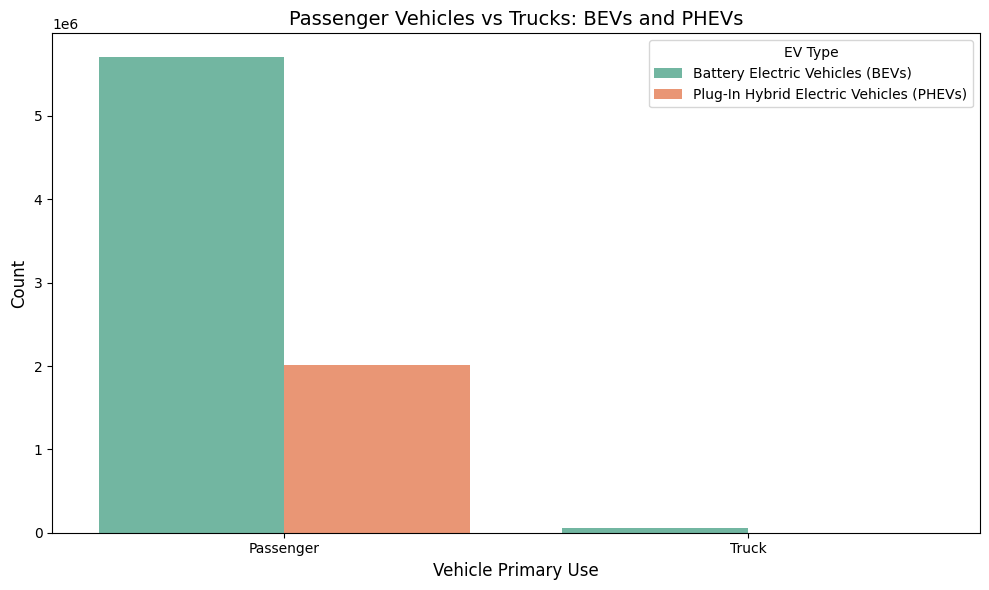 Passenger Vehicles vs Trucks: BEVs and PHEVs
1e6
EV Type
Battery Electric Vehicles (BEVs)
Plug-In Hybrid Electric Vehicles (PHEVs)
5
4
3
2
1
0
Count
Passenger
Truck
Vehicle Primary Use